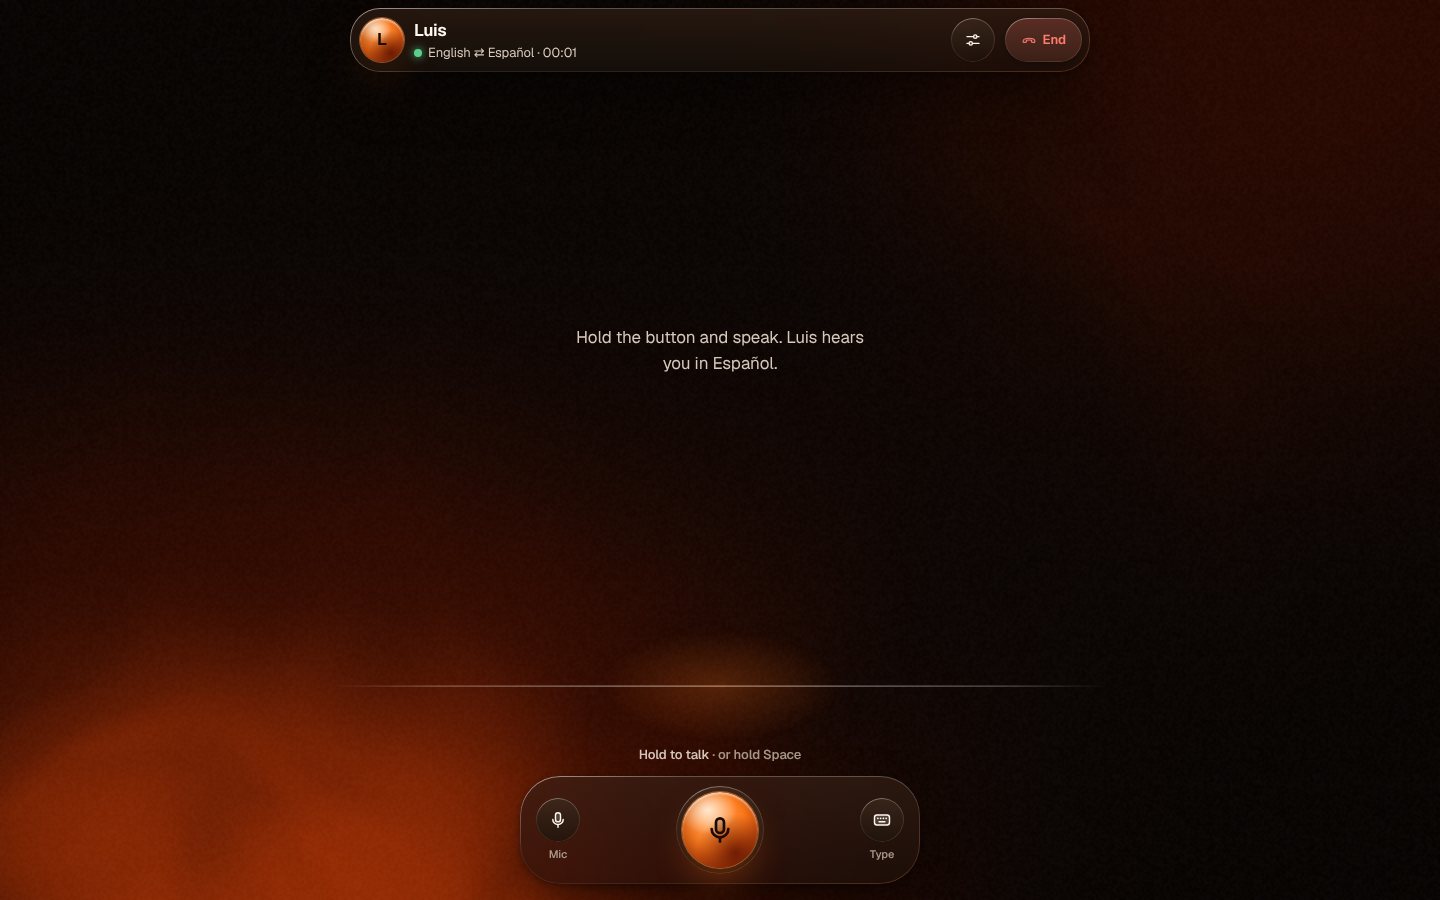 L
Luis
English ⇄ Español · 00:01
End
Hold the button and speak. Luis hears
you in Español.
Hold to talk · or hold Space
Mic
Type